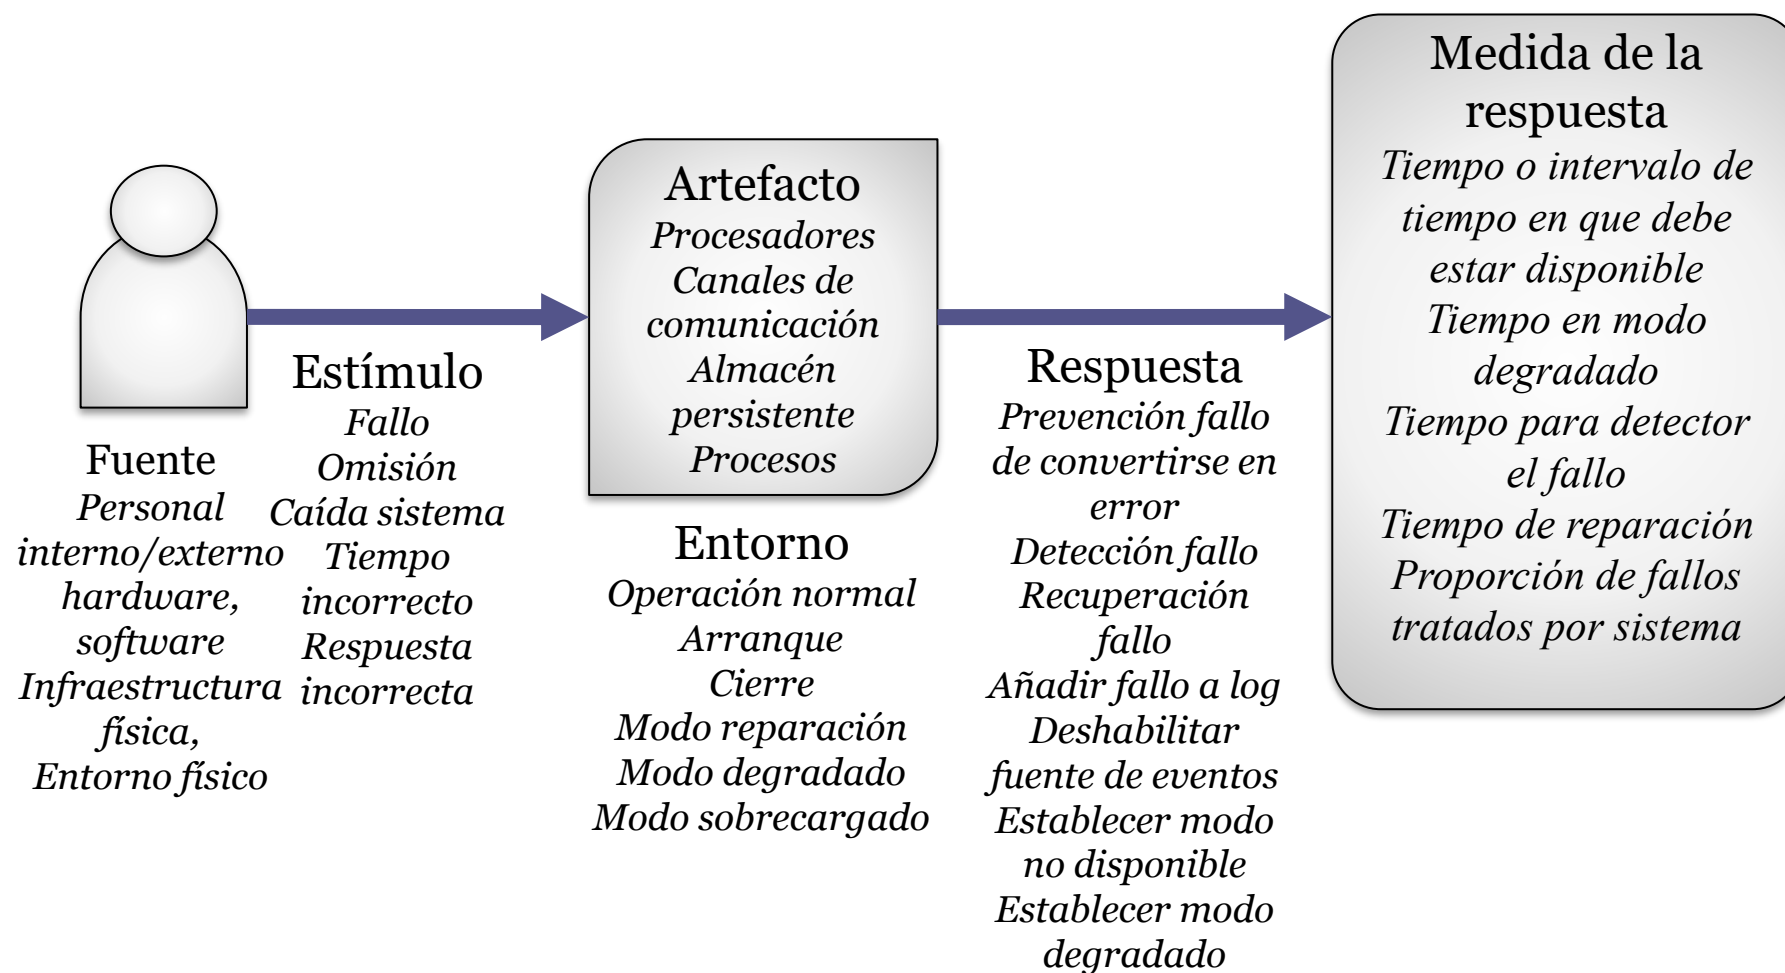 Fuente
Personal
interno/externo
hardware,
software
Infraestructura
física,
Entorno físico
Estímulo
Fallo
Omisión
Caída sistema
Tiempo
incorrecto
Respuesta
incorrecta
Artefacto
Procesadores
Canales de
comunicación
Almacén
persistente
Procesos
Entorno
Operación normal
Arranque
Cierre
Modo reparación
Modo degradado
Modo sobrecargado
Respuesta
Prevención fallo
de convertirse en
error
Detección fallo
Recuperación
fallo
Añadir fallo a log
Deshabilitar
fuente de eventos
Establecer modo
no disponible
Establecer modo
degradado
Medida de la
respuesta
Tiempo o intervalo de
tiempo en que debe
estar disponible
Tiempo en modo
degradado
Tiempo para detector
el fallo
Tiempo de reparación
Proporción de fallos
tratados por sistema